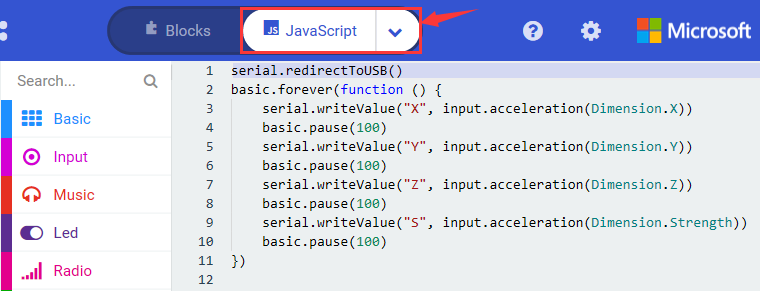 Blocks
JS JavaScript
?
Microsoft
Search...
Basic
Input
Music
Led
Radio
1 serial.redirectToUSB()
2 basic.forever(function () {
3     serial.writeValue("X", input.acceleration(Dimension.X))
4     basic.pause(100)
5     serial.writeValue("Y", input.acceleration(Dimension.Y))
6     basic.pause(100)
7     serial.writeValue("Z", input.acceleration(Dimension.Z))
8     basic.pause(100)
9     serial.writeValue("S", input.acceleration(Dimension.Strength))
10     basic.pause(100)
11 })
12